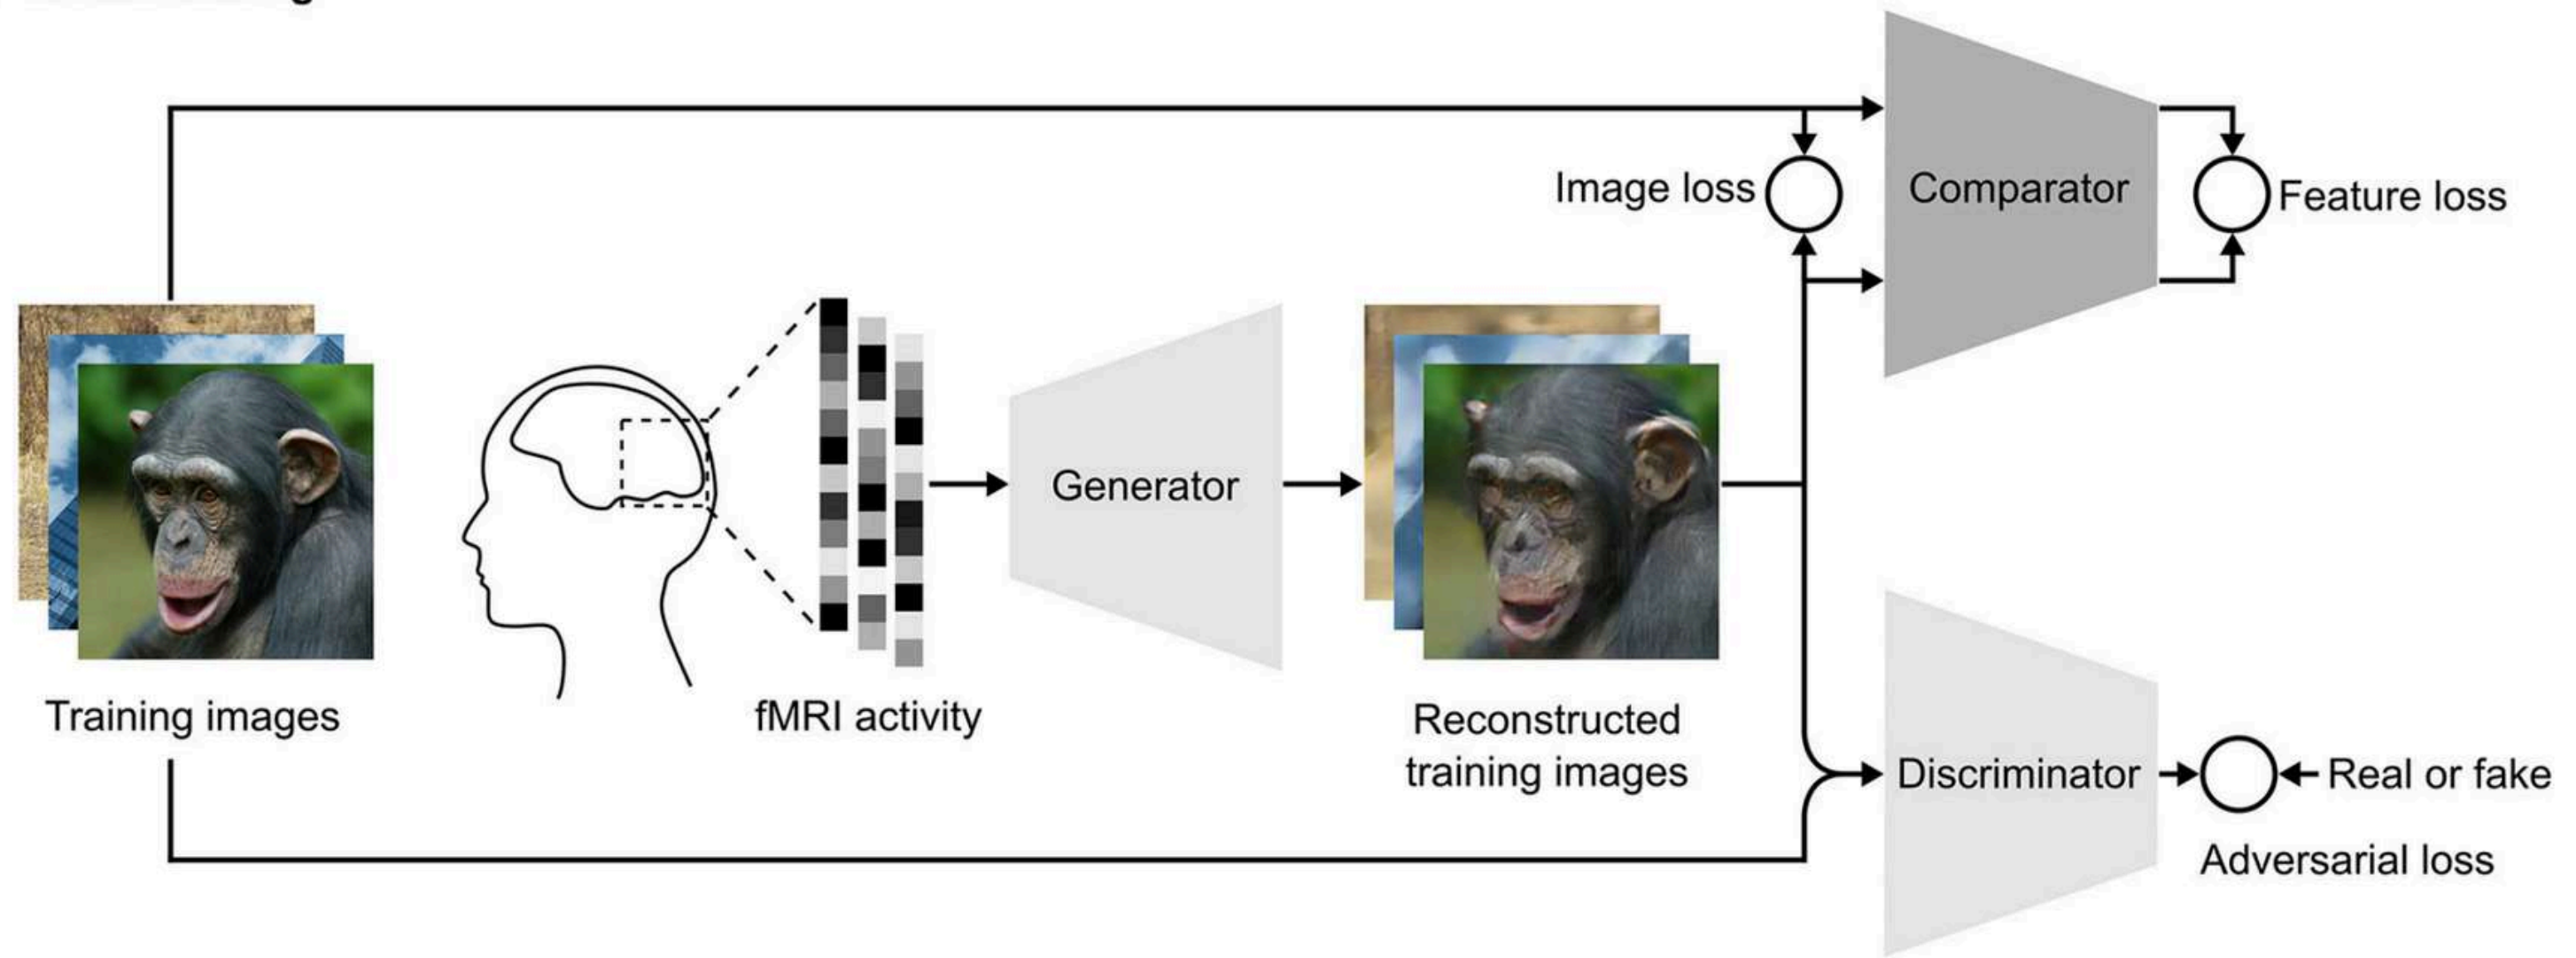 Image loss
Comparator
Feature loss
Generator
Training images
fMRI activity
Reconstructed
training images
Discriminator
Real or fake
Adversarial loss